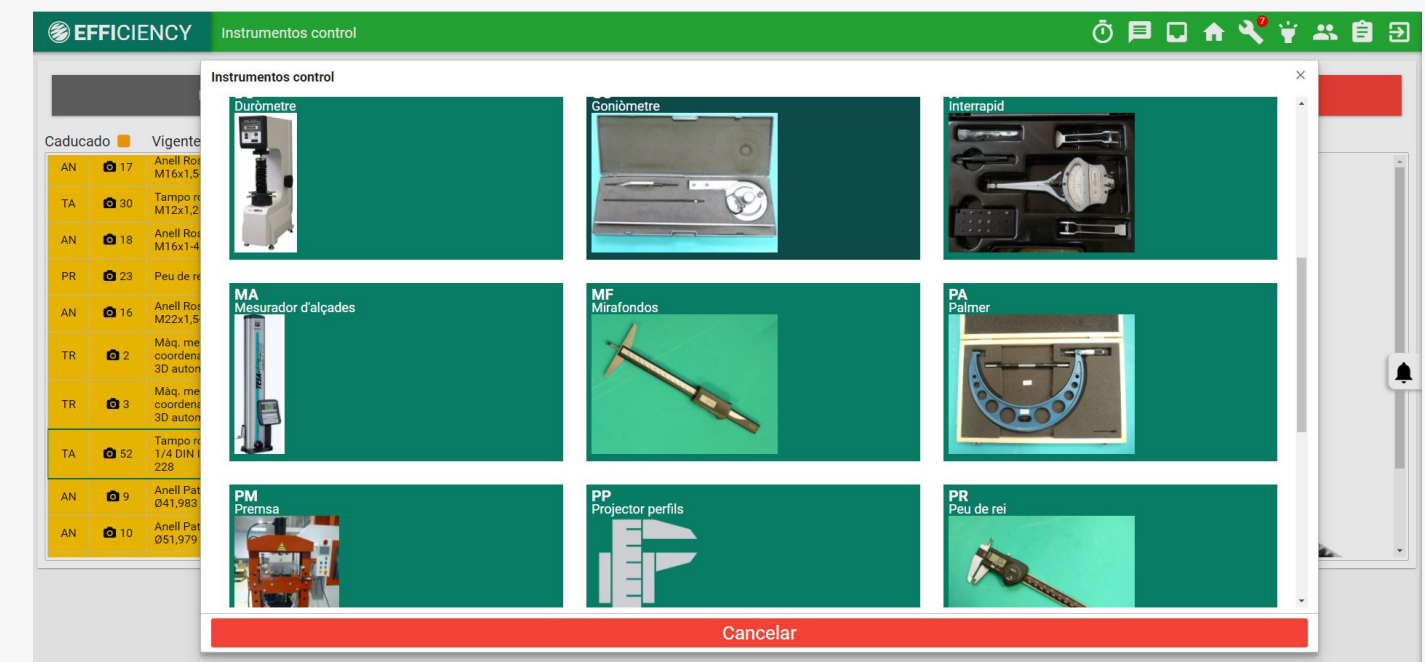 EFFICIENCY
Instrumentos control
7
Instrumentos control
×
Caducado
Vigente
AN 17 Anell Ros
M16x1,5-
TA 30 Tampo ro
M12x1,2
AN 18 Anell Ros
M16x1-4
PR 23 Peu de re
AN 16 Anell Ros
M22x1,5-
TR 2 Màq. me
coordena
3D autom
TR 3 Màq. me
coordena
3D autom
TA 52 Tampo ro
1/4 DIN I
228
AN 9 Anell Pat
Ø41,983
AN 10 Anell Pat
Ø51,979
Duròmetre
Goniòmetre
Interrapid
MA
Mesurador d'alçades
MF
Mirafondos
PA
Palmer
PM
Premsa
PP
Projector perfils
PR
Peu de rei
Cancelar